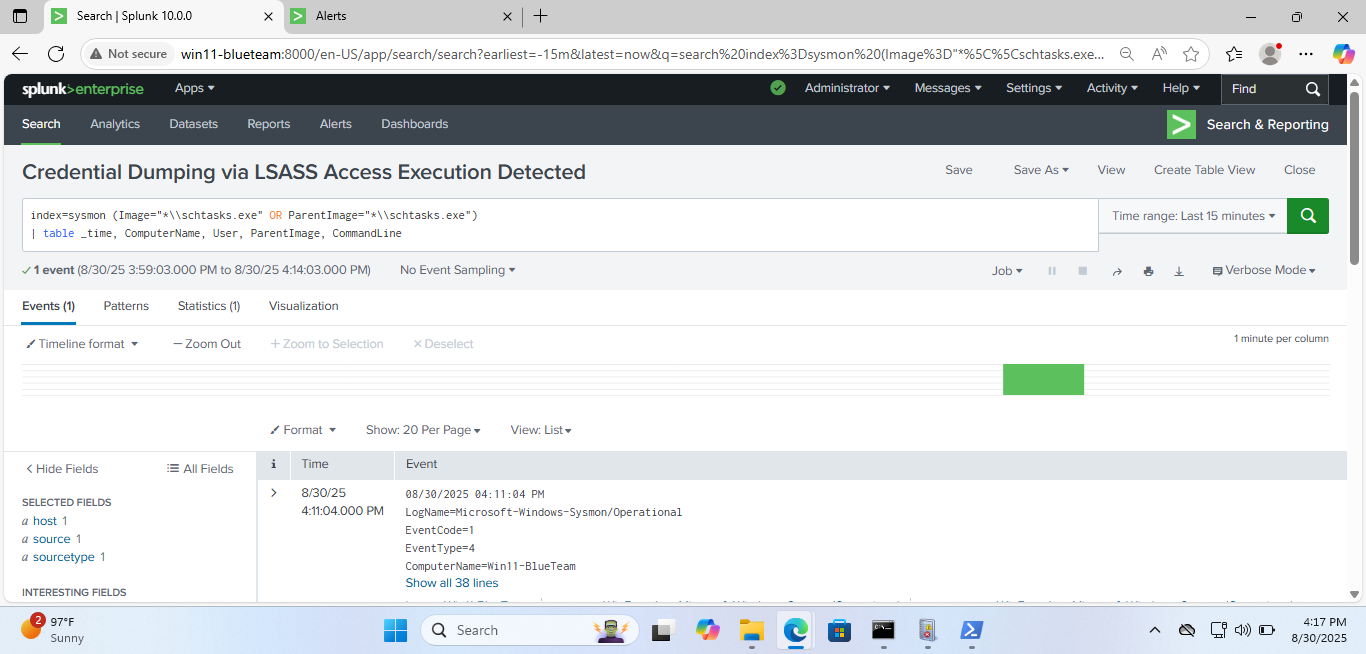 Search | Splunk 10.0.0
Alerts
Not secure
win11-blueteam:8000/en-US/app/search/search?earliest=-15m&latest=now&q=search%20index%3Dsysmon%20(Image%3D"*%5C%5Cschtasks.exe...
splunk>enterprise
Apps
Administrator
Messages
Settings
Activity
Help
Find
Search
Analytics
Datasets
Reports
Alerts
Dashboards
Search & Reporting
Credential Dumping via LSASS Access Execution Detected
Save
Save As
View
Create Table View
Close
index=sysmon (Image="*\\schtasks.exe" OR ParentImage="*\\schtasks.exe")
| table _time, ComputerName, User, ParentImage, CommandLine
Time range: Last 15 minutes
1 event (8/30/25 3:59:03.000 PM to 8/30/25 4:14:03.000 PM)
No Event Sampling
Job
Verbose Mode
Events (1)
Patterns
Statistics (1)
Visualization
Timeline format
Zoom Out
Zoom to Selection
Deselect
1 minute per column
Format
Show: 20 Per Page
View: List
Hide Fields
All Fields
i
Time
Event
SELECTED FIELDS
a host 1
a source 1
a sourcetype 1
INTERESTING FIELDS
8/30/25
4:11:04.000 PM
08/30/2025 04:11:04 PM
LogName=Microsoft-Windows-Sysmon/Operational
EventCode=1
EventType=4
ComputerName=Win11-BlueTeam
Show all 38 lines
2
97°F
Sunny
Search
4:17 PM
8/30/2025